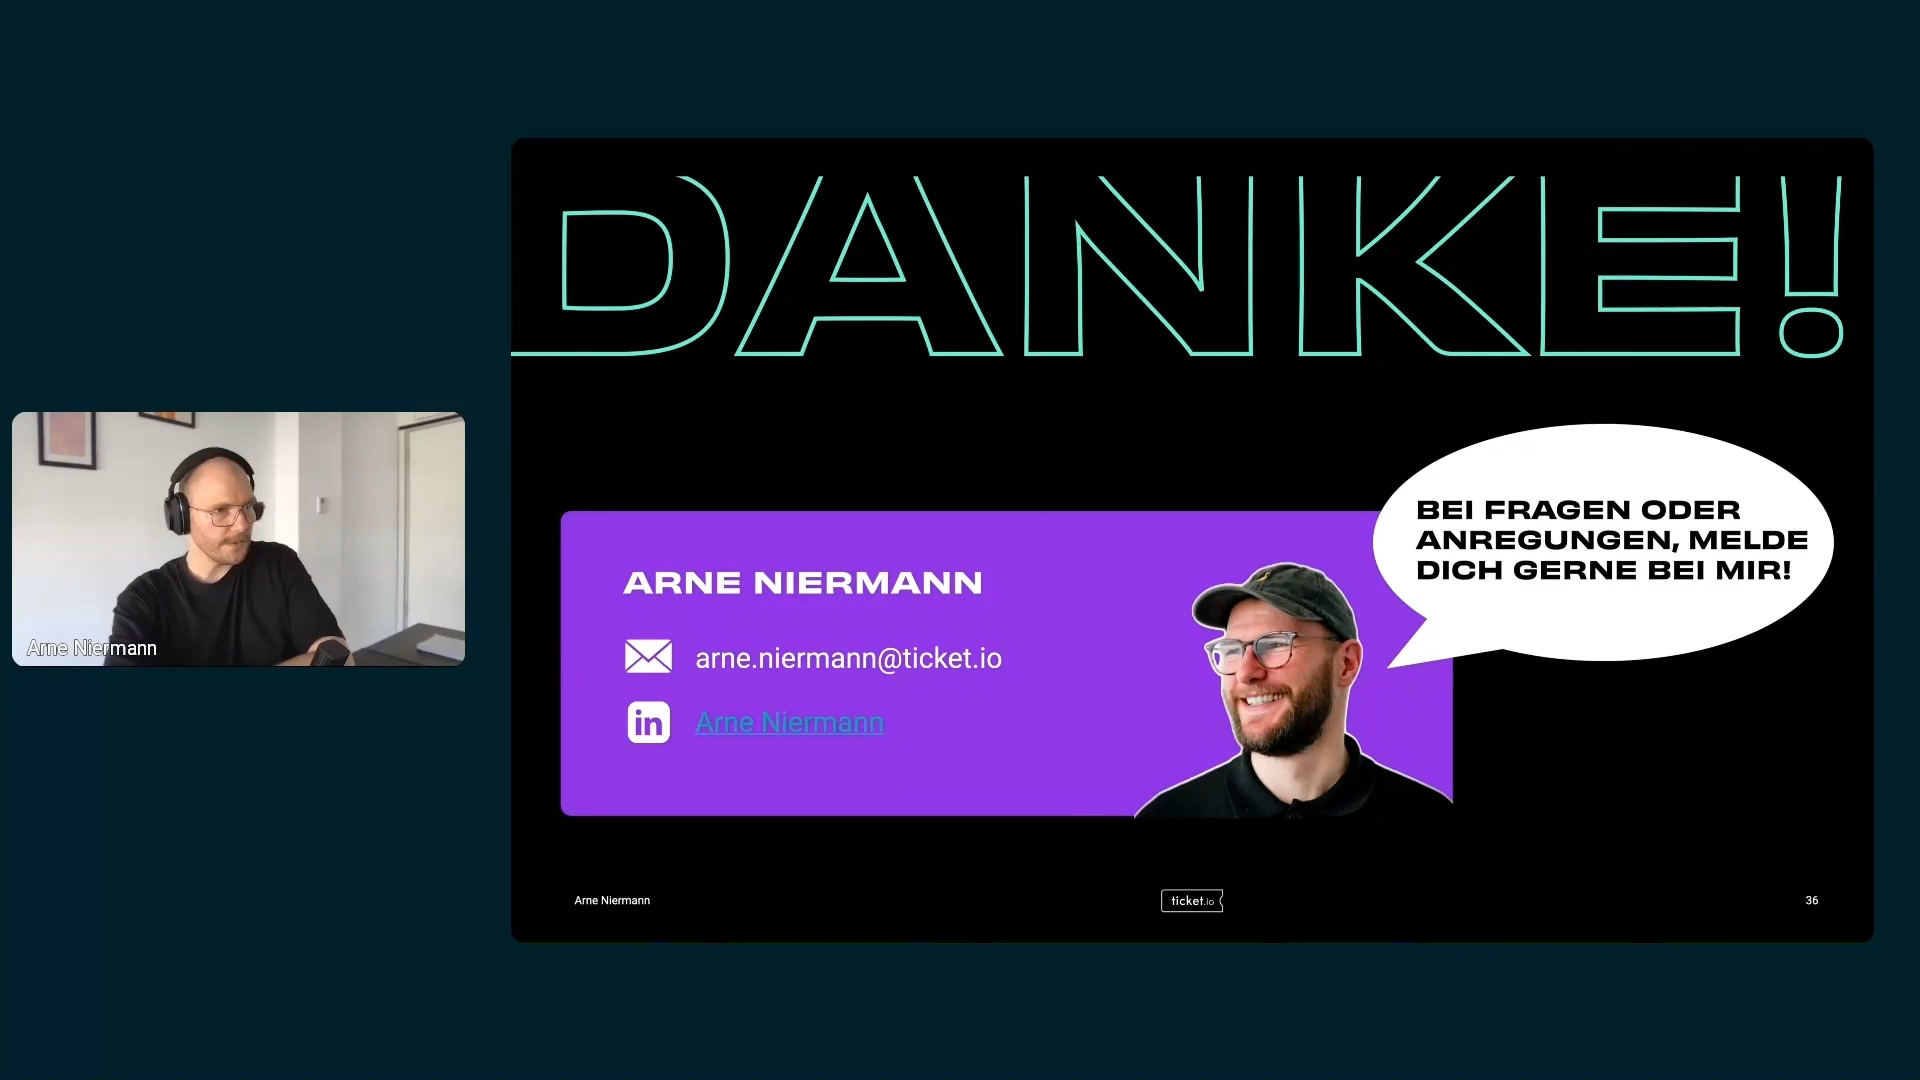 DANKE!
BEI FRAGEN ODER
ANREGUNGEN, MELDE
DICH GERNE BEI MIR!
ARNE NIERMANN
arne.niermann@ticket.io
in
Arne Niermann
Arne Niermann
Arne Niermann
ticket.io
36